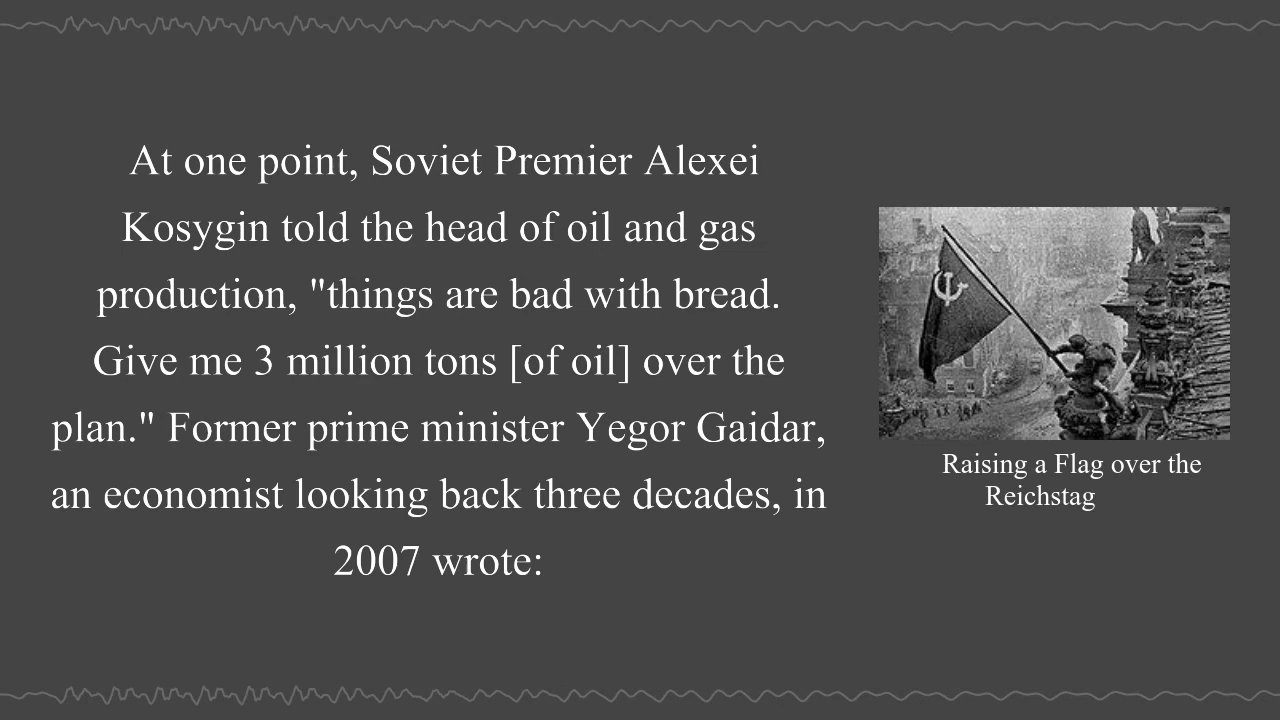 At one point, Soviet Premier Alexei
Kosygin told the head of oil and gas
production, "things are bad with bread.
Give me 3 million tons [of oil] over the
plan." Former prime minister Yegor Gaidar,
an economist looking back three decades, in
2007 wrote:
Raising a Flag over the
Reichstag